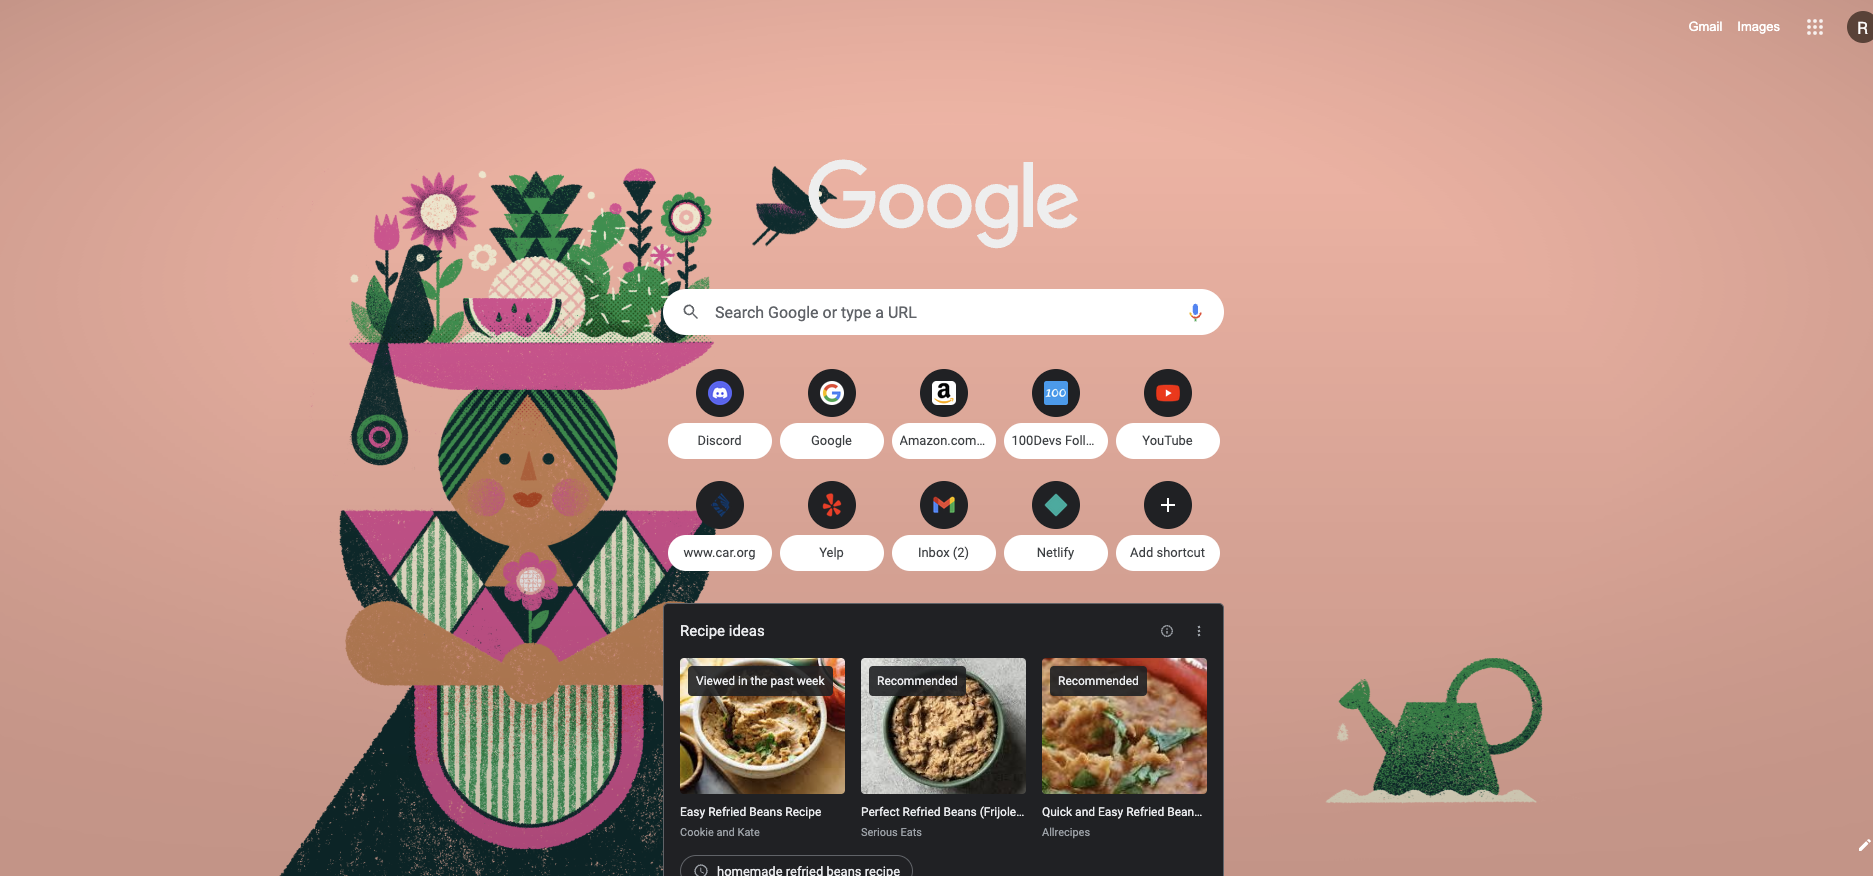 Gmail Images R
Google
Search Google or type a URL
Discord Google Amazon.com... 100Devs Foll... YouTube
100
www.car.org Yelp Inbox (2) Netlify Add shortcut
Recipe ideas
Viewed in the past week
Recommended
Recommended
Easy Refried Beans Recipe
Cookie and Kate
Perfect Refried Beans (Frijole...
Serious Eats
Quick and Easy Refried Bean...
Allrecipes
homemade refried beans recipe